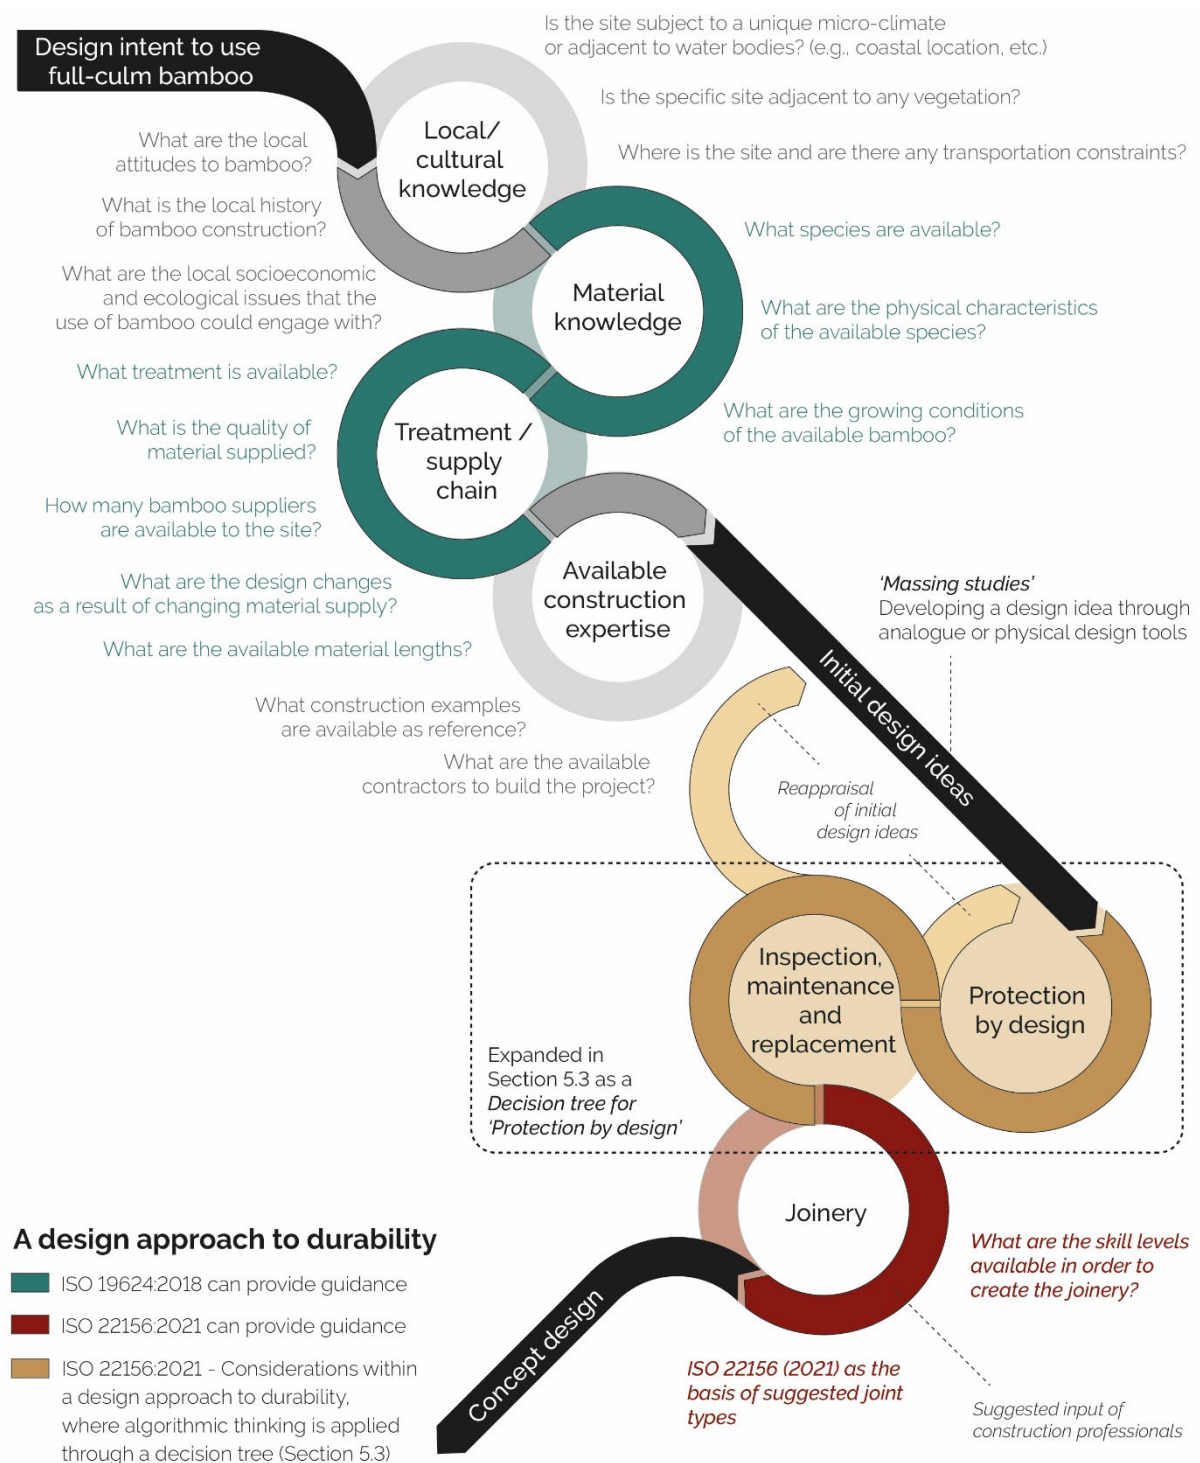 Design intent to use
full-culm bamboo
Is the site subject to a unique micro-climate
or adjacent to water bodies? (e.g., coastal location, etc.)
Is the specific site adjacent to any vegetation?
Where is the site and are there any transportation constraints?
Local/
cultural
knowledge
What are the local
attitudes to bamboo?
What is the local history
of bamboo construction?
What are the local socioeconomic
and ecological issues that the
use of bamboo could engage with?
Material
knowledge
What species are available?
What are the physical characteristics
of the available species?
What are the growing conditions
of the available bamboo?
Treatment /
supply
chain
What treatment is available?
What is the quality of
material supplied?
How many bamboo suppliers
are available to the site?
What are the design changes
as a result of changing material supply?
What are the available material lengths?
Available
construction
expertise
What construction examples
are available as reference?
What are the available
contractors to build the project?
Initial design ideas
‘Massing studies’
Developing a design idea through
analogue or physical design tools
Reappraisal
of initial
design ideas
Protection
by design
Inspection,
maintenance
and
replacement
Expanded in
Section 5.3 as a
Decision tree for
‘Protection by design’
Joinery
What are the skill levels
available in order to
create the joinery?
ISO 22156 (2021) as the
basis of suggested joint
types
Suggested input of
construction professionals
Concept design
A design approach to durability
ISO 19624:2018 can provide guidance
ISO 22156:2021 can provide guidance
ISO 22156:2021 - Considerations within
a design approach to durability,
where algorithmic thinking is applied
through a decision tree (Section 5.3)